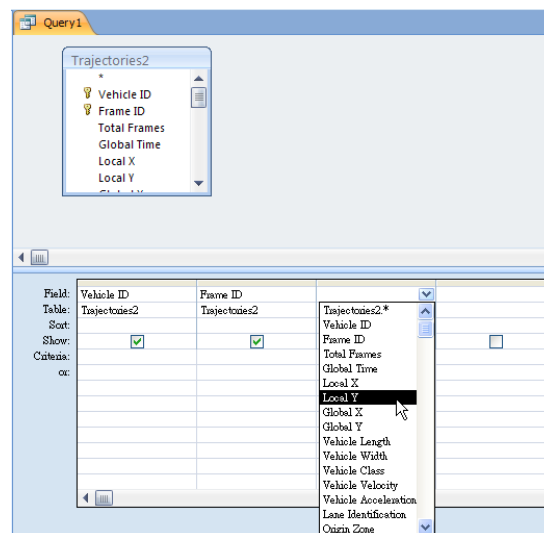 Query1
Trajectories2
*
Vehicle ID
Frame ID
Total Frames
Global Time
Local X
Local Y
Field: Vehicle ID Frame ID
Table: Trajectories2 Trajectories2
Sort:
Show:
Criteria:
or:
Trajectories2.*
Vehicle ID
Frame ID
Total Frames
Global Time
Local X
Local Y
Global X
Global Y
Vehicle Length
Vehicle Width
Vehicle Class
Vehicle Velocity
Vehicle Acceleration
Lane Identification
Origin Zone